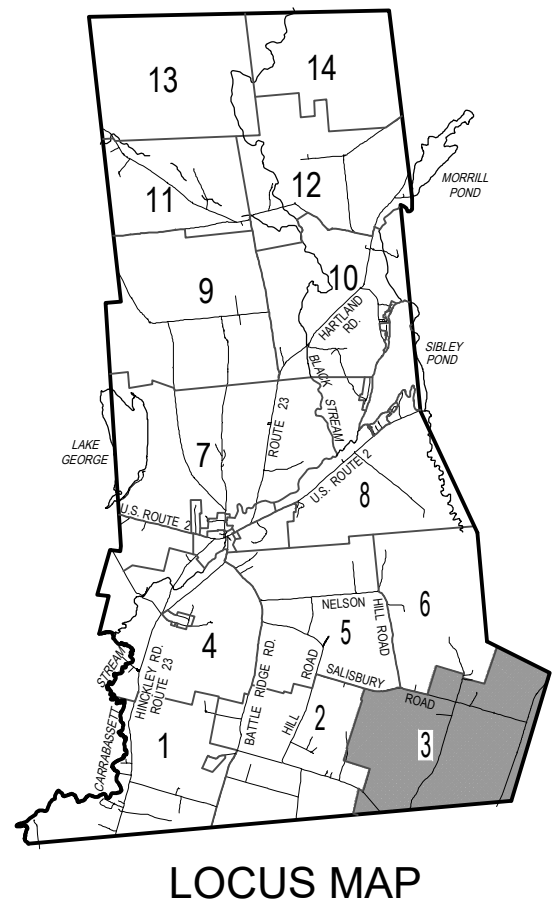 13
14
11
12
MORRILL
POND
9
10
HARTLAND
RD.
SIBLEY
POND
BLACK
STREAM
ROUTE 23
LAKE
GEORGE
7
U.S. ROUTE 2
U.S. ROUTE 2
8
NELSON
HILL ROAD
6
5
4
HINCKLEY RD.
ROUTE 23
BATTLE RIDGE RD.
HILL
ROAD
SALISBURY
ROAD
CARRABASSETT
STREAM
1
2
3
LOCUS MAP